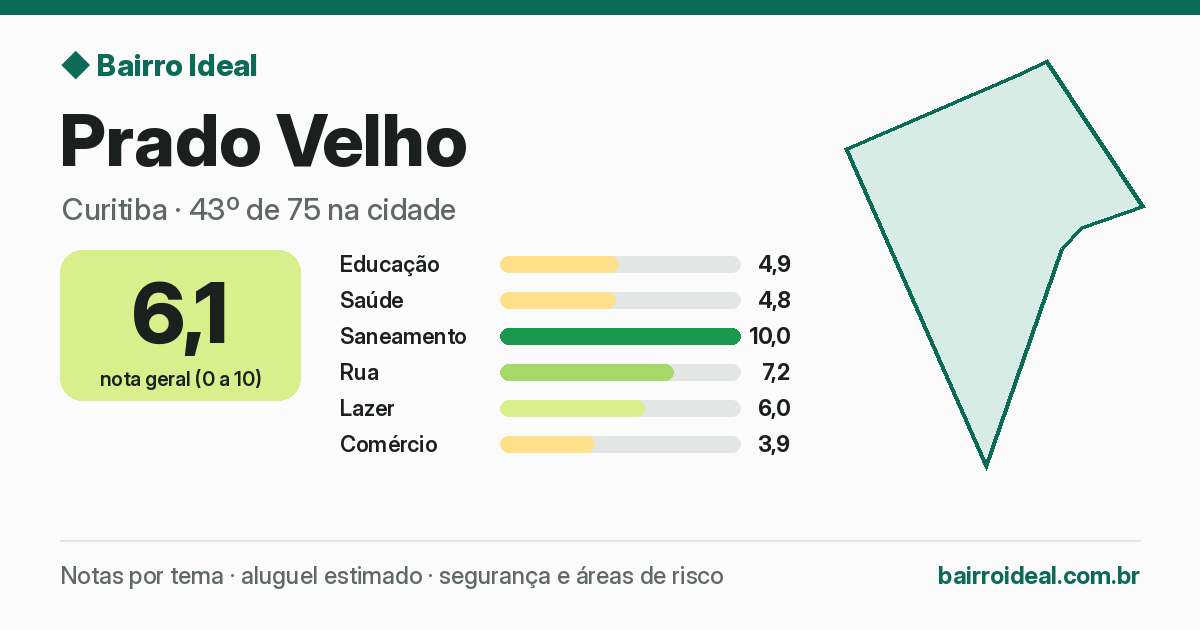 Bairro Ideal
Prado Velho
Curitiba · 43º de 75 na cidade
6,1
nota geral (0 a 10)
Educação 4,9
Saúde 4,8
Saneamento 10,0
Rua 7,2
Lazer 6,0
Comércio 3,9
Notas por tema · aluguel estimado · segurança e áreas de risco
bairroideal.com.br